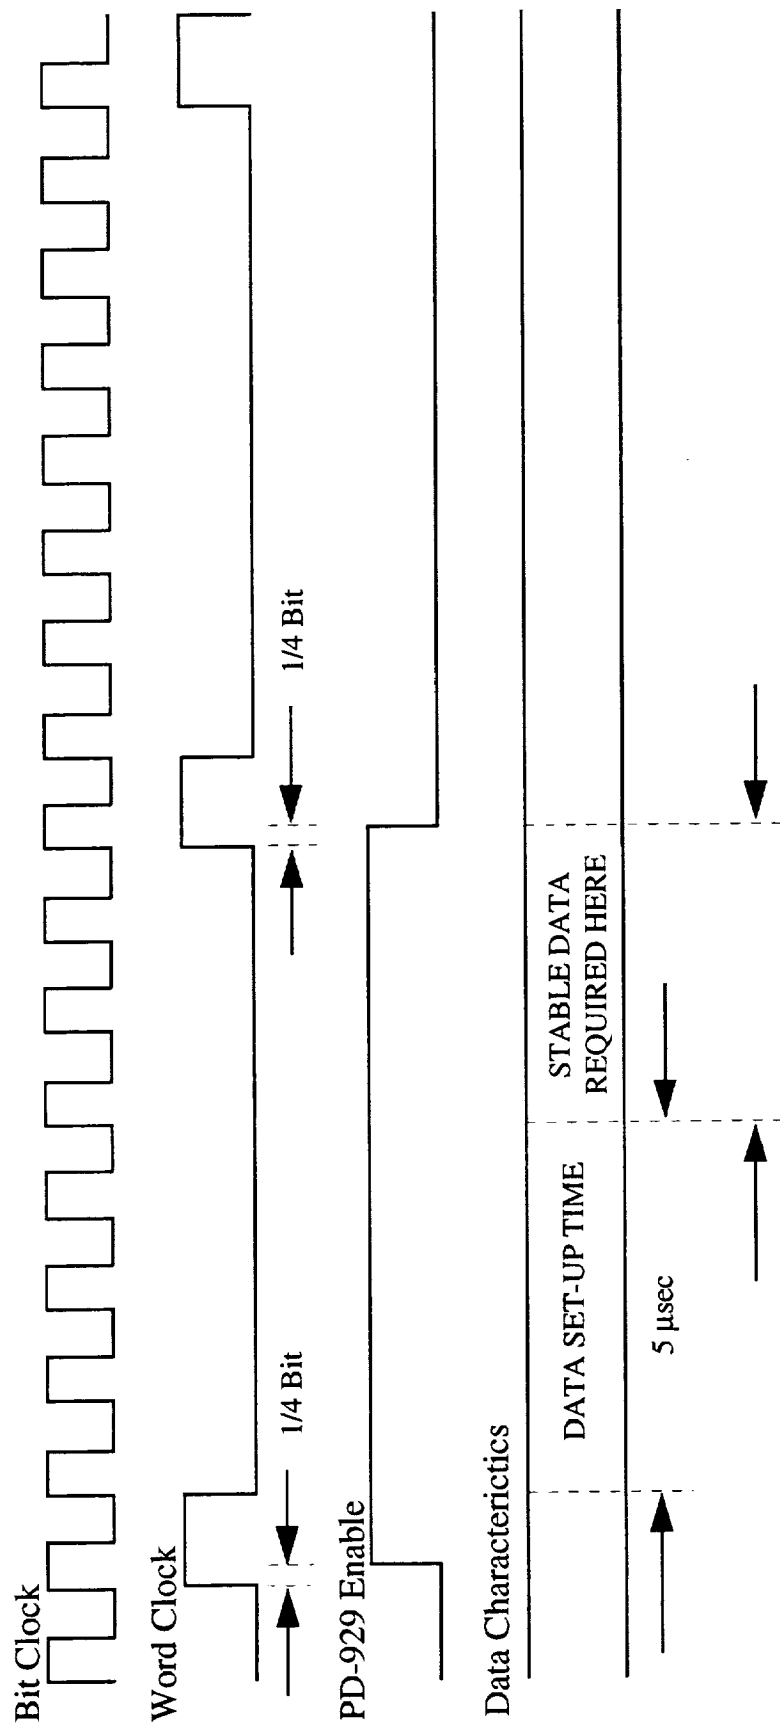 Bit Clock
Word Clock
1/4 Bit
1/4 Bit
PD-929 Enable
Data Characterictics
DATA SET-UP TIME
STABLE DATA
REQUIRED HERE
5 μsec